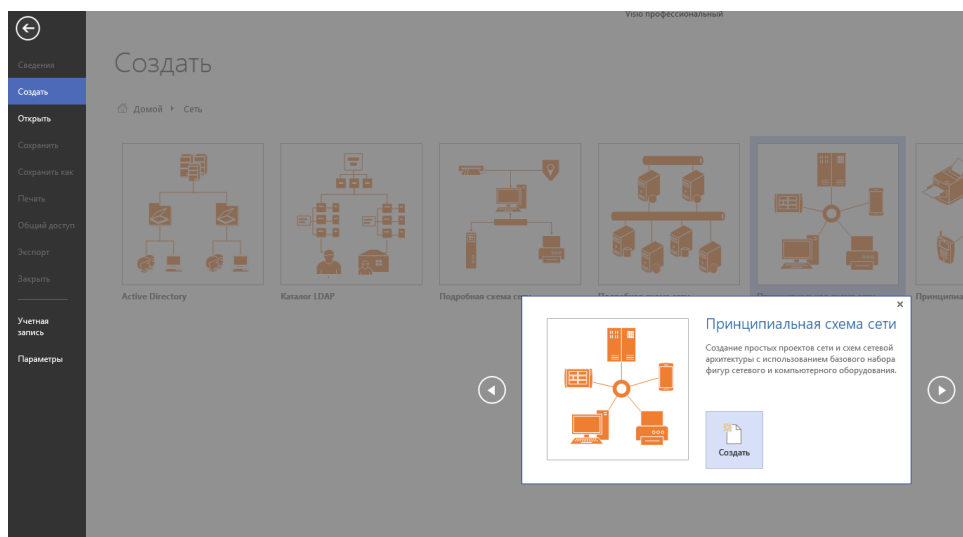 Visio профессиональный
Сведения
Создать
Открыть
Сохранить
Сохранить как
Печать
Общий доступ
Экспорт
Закрыть
Учетная
запись
Параметры
Создать
Домой Сеть
Active Directory
Каталог LDAP
Подробная схема
Принципиальная схема сети
Создание простых проектов сети и схем сетевой
архитектуры с использованием базового набора
фигур сетевого и компьютерного оборудования.
Создать